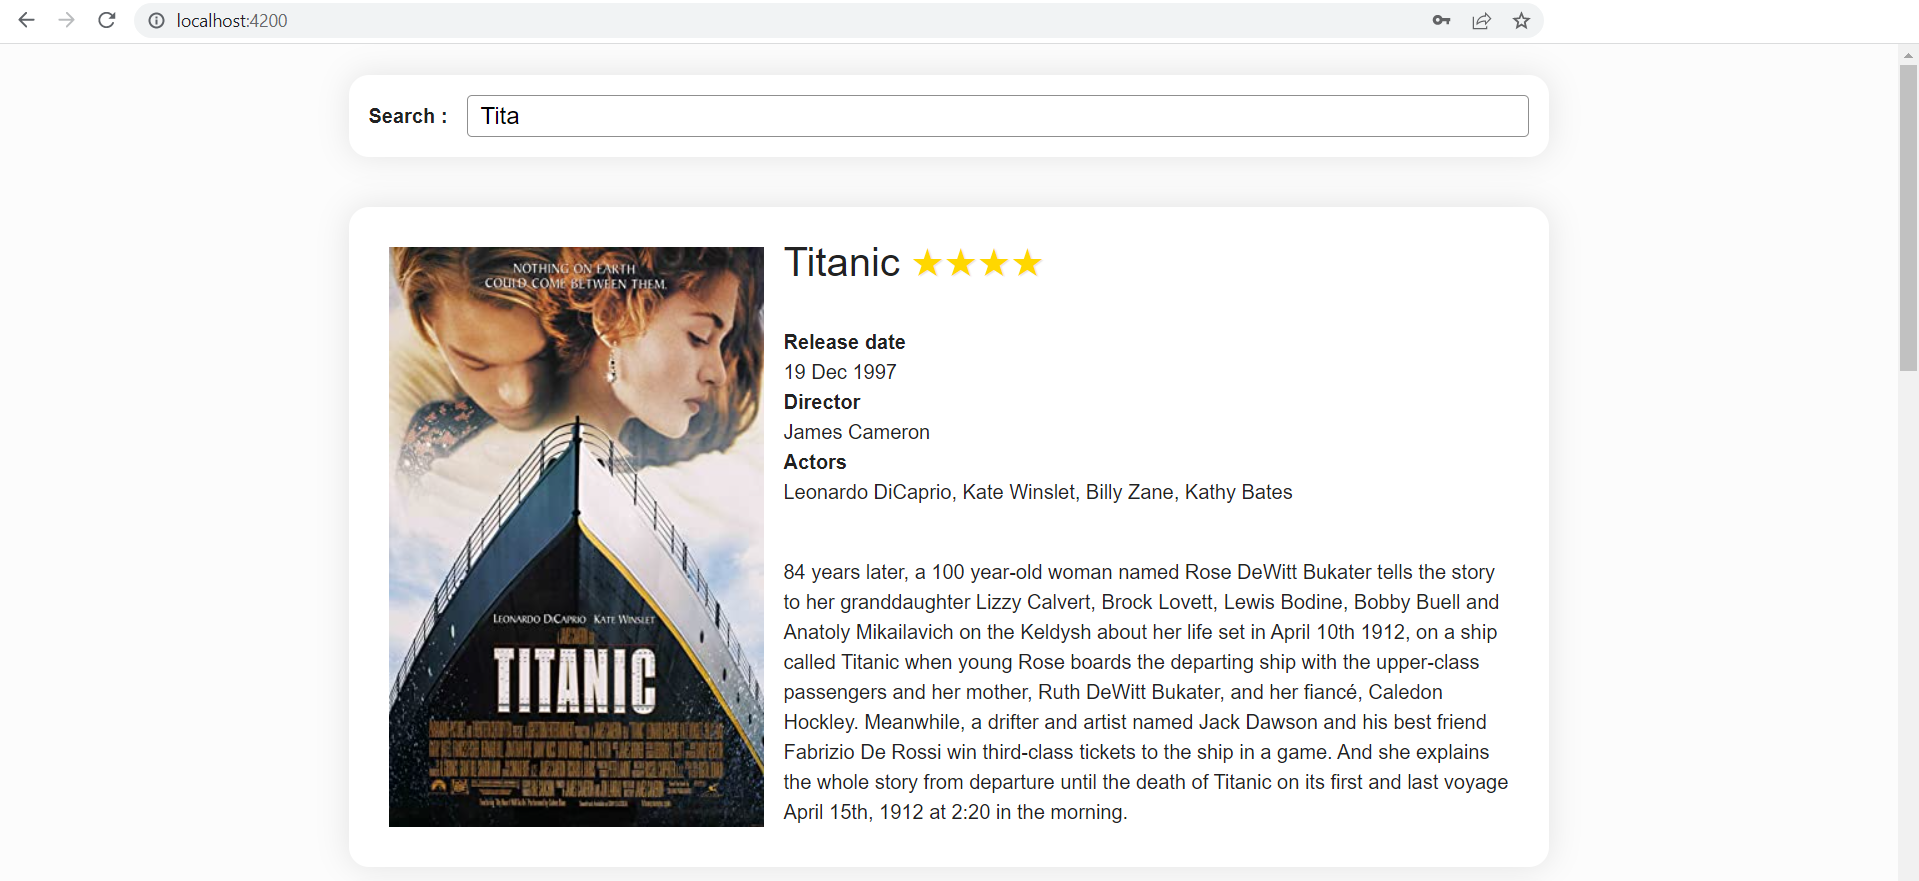 localhost:4200
Search :
Tita
NOTHING ON EARTH
COULD COME BETWEEN THEM.
LEONARDO DICAPRIO KATE WINSLET
TITANIC
Titanic ★★★★
Release date
19 Dec 1997
Director
James Cameron
Actors
Leonardo DiCaprio, Kate Winslet, Billy Zane, Kathy Bates
84 years later, a 100 year-old woman named Rose DeWitt Bukater tells the story
to her granddaughter Lizzy Calvert, Brock Lovett, Lewis Bodine, Bobby Buell and
Anatoly Mikailavich on the Keldysh about her life set in April 10th 1912, on a ship
called Titanic when young Rose boards the departing ship with the upper-class
passengers and her mother, Ruth DeWitt Bukater, and her fiancé, Caledon
Hockley. Meanwhile, a drifter and artist named Jack Dawson and his best friend
Fabrizio De Rossi win third-class tickets to the ship in a game. And she explains
the whole story from departure until the death of Titanic on its first and last voyage
April 15th, 1912 at 2:20 in the morning.